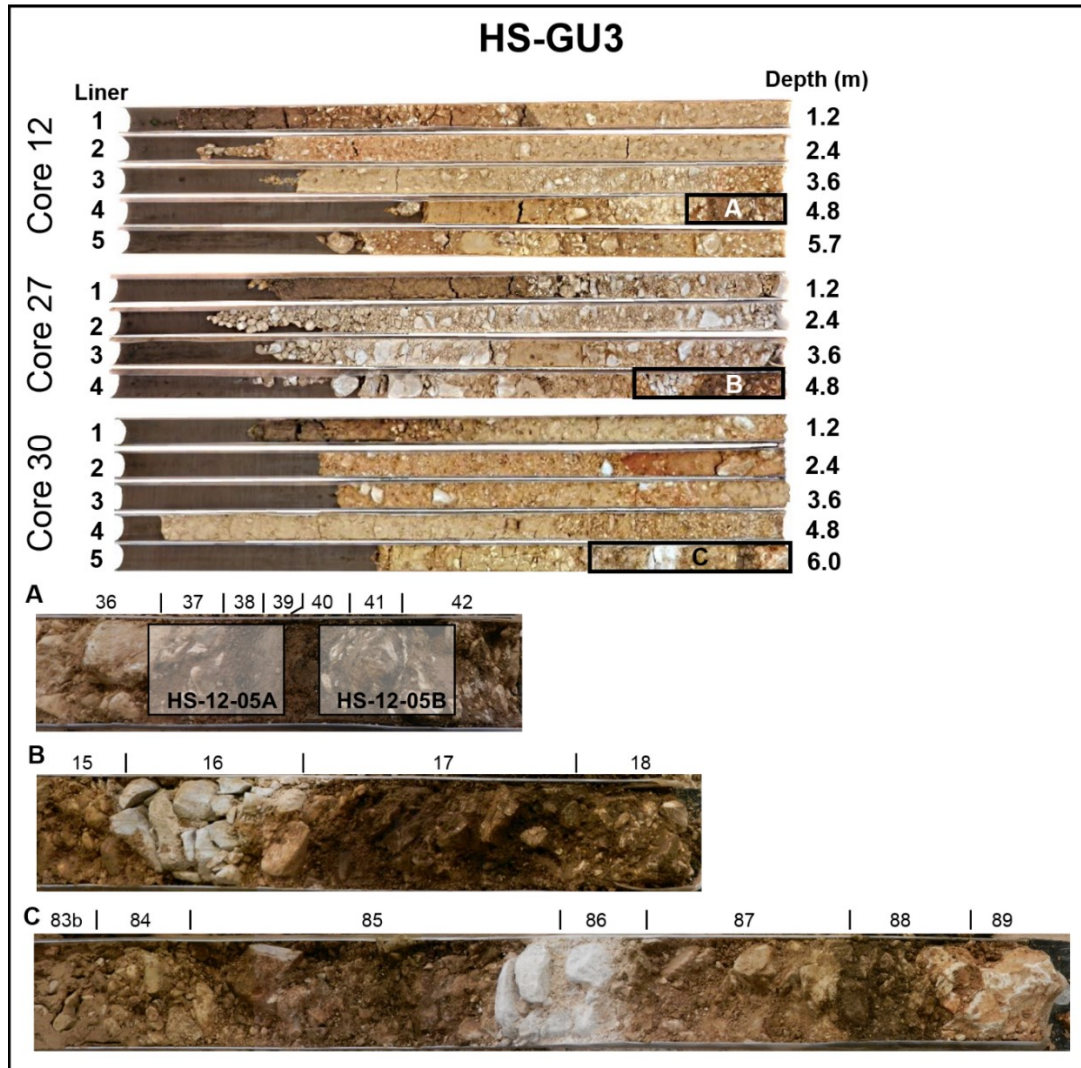 HS-GU3
Liner
Depth (m)
Core 12
1 1.2
2 2.4
3 3.6
4 A 4.8
5 5.7
Core 27
1 1.2
2 2.4
3 3.6
4 B 4.8
Core 30
1 1.2
2 2.4
3 3.6
4 4.8
5 C 6.0
A
36 | 37 | 38 | 39 | 40 | 41 | 42
HS-12-05A HS-12-05B
B
15 | 16 | 17 | 18
C
83b | 84 | 85 | 86 | 87 | 88 | 89